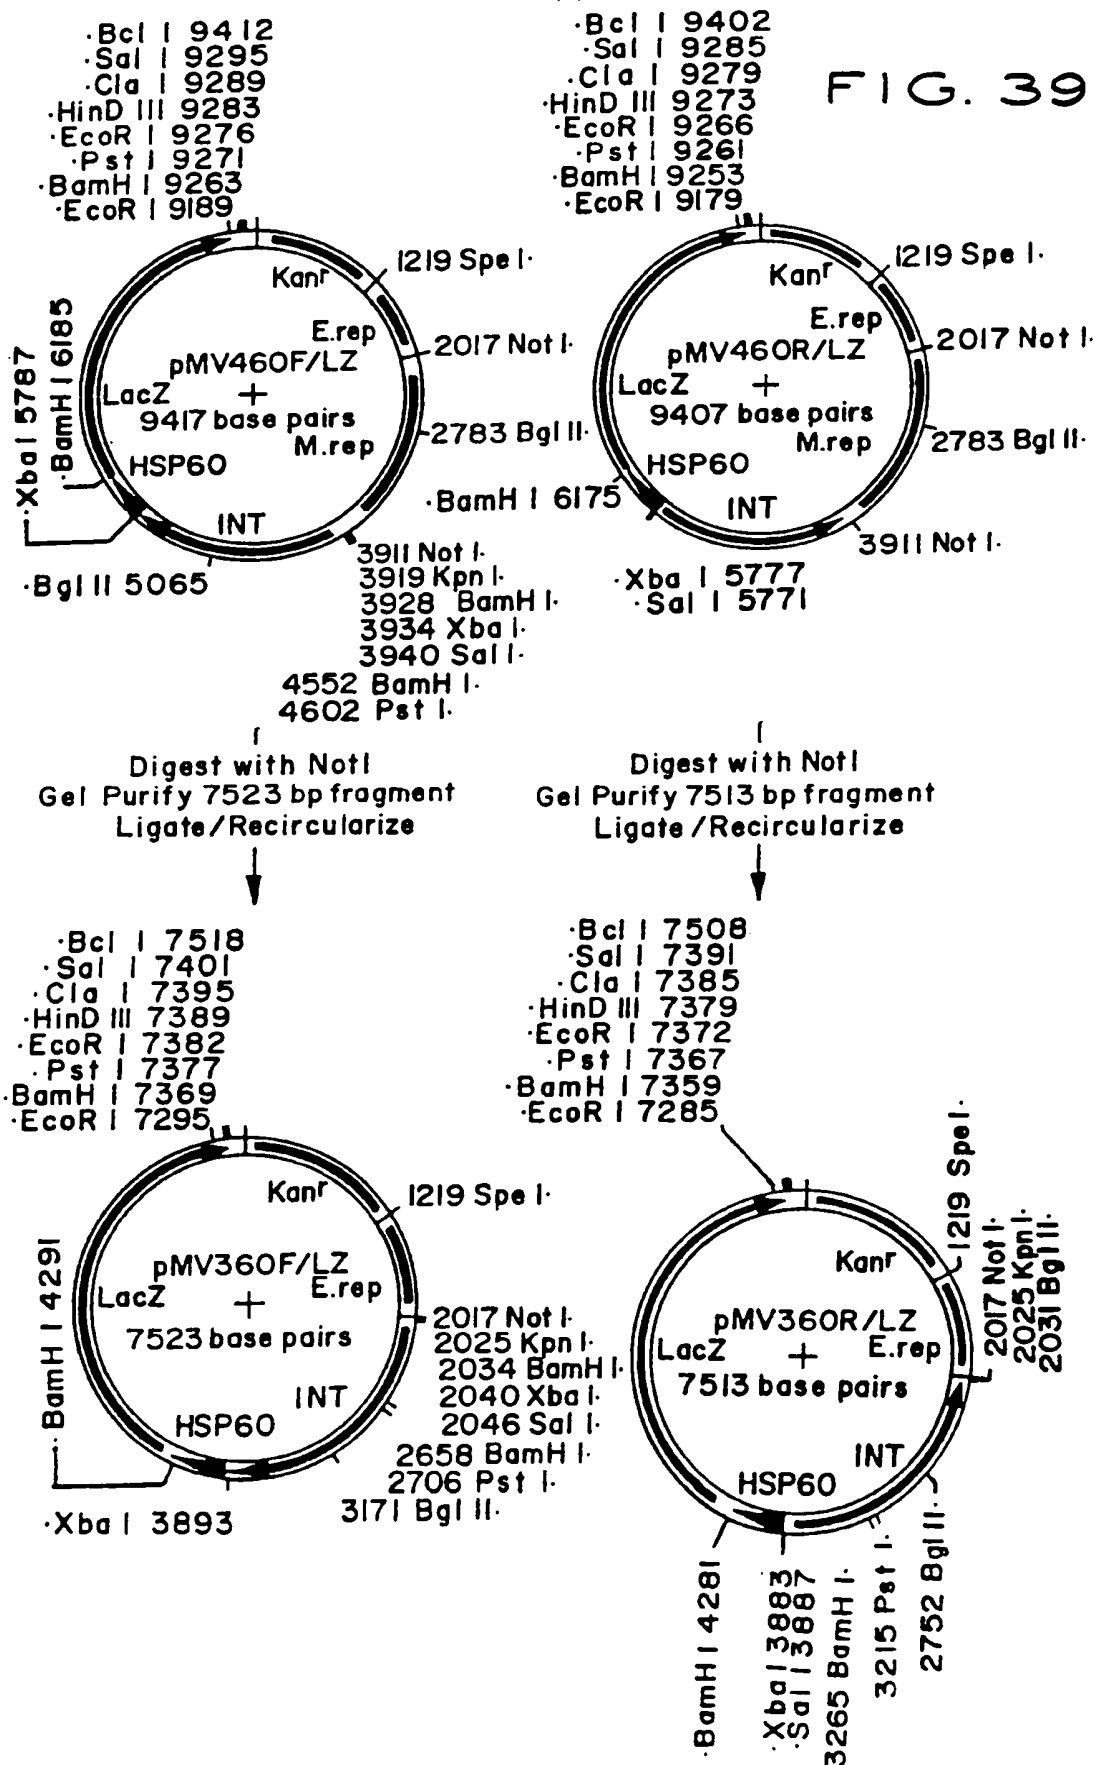 FIG. 39
·Bcl I 9412
·Sal I 9295
·Cla I 9289
·HinD III 9283
·EcoR I 9276
·Pst I 9271
·BamH I 9263
·EcoR I 9189
Kanr
1219 Spe I·
E.rep
2017 Not I·
pMV460F/LZ
LacZ
+
9417 base pairs
M.rep
2783 Bgl II·
HSP60
INT
·Xba I 5787
·BamH I 6185
·Bgl II 5065
3911 Not I·
3919 Kpn I·
3928 BamH I·
3934 Xba I·
3940 Sal I·
4552 BamH I·
4602 Pst I·
·Bcl I 9402
·Sal I 9285
·Cla I 9279
·HinD III 9273
·EcoR I 9266
·Pst I 9261
·BamH I 9253
·EcoR I 9179
Kanr
1219 Spe I·
E.rep
2017 Not I·
pMV460R/LZ
LacZ
+
9407 base pairs
M.rep
2783 Bgl II·
HSP60
·BamH I 6175
INT
3911 Not I·
·Xba I 5777
·Sal I 5771
Digest with NotI
Gel Purify 7523 bp fragment
Ligate/Recircularize
Digest with NotI
Gel Purify 7513 bp fragment
Ligate/Recircularize
·Bcl I 7518
·Sal I 7401
·Cla I 7395
·HinD III 7389
·EcoR I 7382
·Pst I 7377
·BamH I 7369
·EcoR I 7295
Kanr
1219 Spe I·
pMV360F/LZ
E.rep
LacZ
+
7523 base pairs
INT
HSP60
·BamH I 4291
2017 Not I·
2025 Kpn I·
2034 BamH I·
2040 Xba I·
2046 Sal I·
2658 BamH I·
2706 Pst I·
3171 Bgl II·
·Xba I 3893
·Bcl I 7508
·Sal I 7391
·Cla I 7385
·HinD III 7379
·EcoR I 7372
·Pst I 7367
·BamH I 7359
·EcoR I 7285
Kanr
1219 Spe I·
2017 Not I·
2025 Kpn I·
2031 Bgl II·
pMV360R/LZ
E.rep
LacZ
+
7513 base pairs
INT
HSP60
·BamH I 4281
·Xba I 3883
·Sal I 3887
3265 BamH I·
3215 Pst I·
2752 Bgl II·